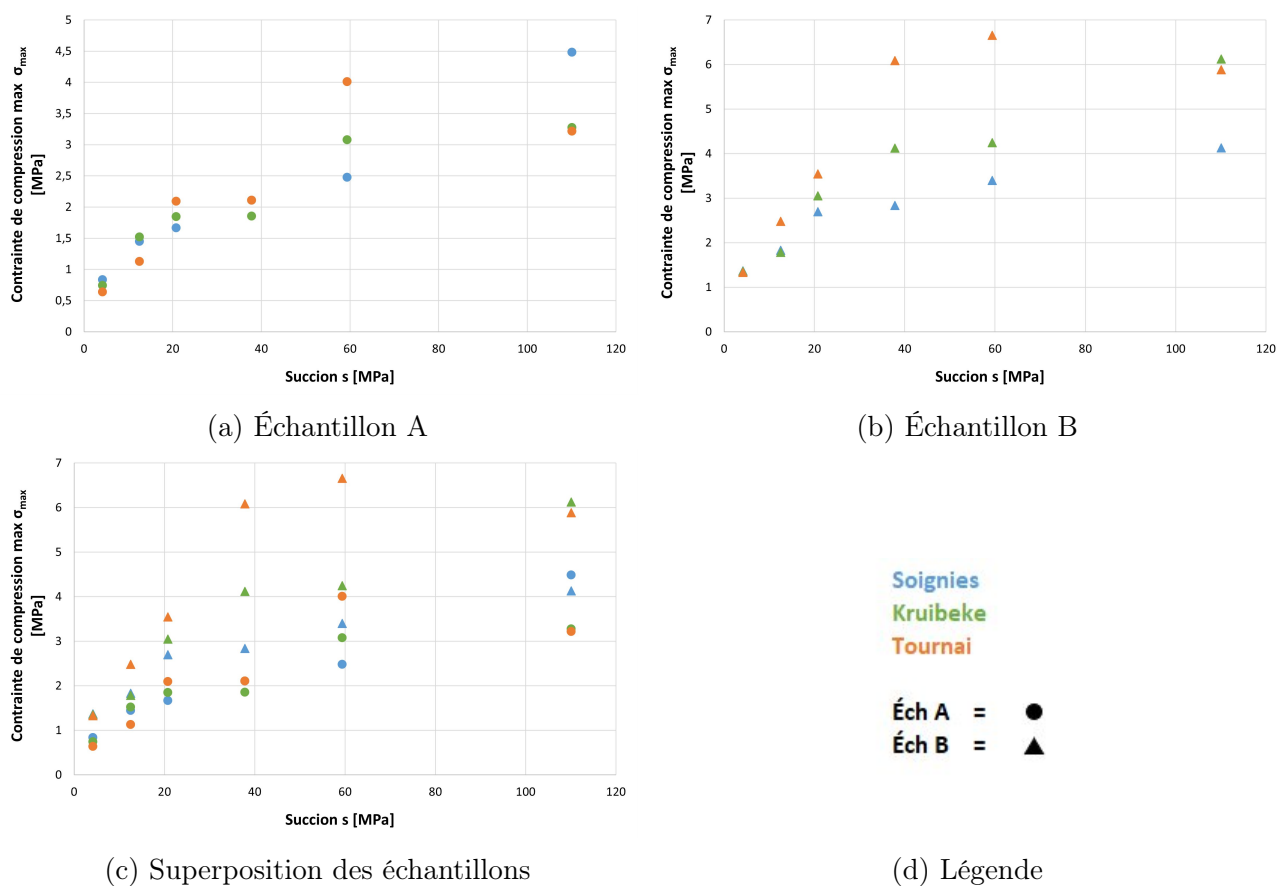 Contrainte de compression max σmax
[MPa]
5
4,5
4
3,5
3
2,5
2
1,5
1
0,5
0
0 20 40 60 80 100 120
Succion s [MPa]
(a) Échantillon A
Contrainte de compression max σmax
[MPa]
7
6
5
4
3
2
1
0
0 20 40 60 80 100 120
Succion s [MPa]
(b) Échantillon B
Contrainte de compression max σmax
[MPa]
7
6
5
4
3
2
1
0
0 20 40 60 80 100 120
Succion s [MPa]
(c) Superposition des échantillons
Soignies
Kruibeke
Tournai
Éch A =
Éch B =
(d) Légende